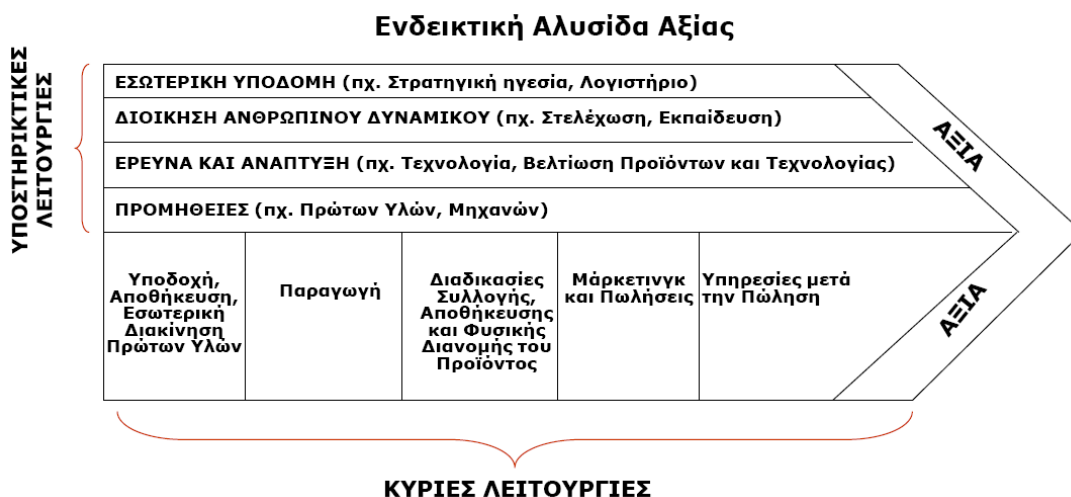 Ενδεικτική Αλυσίδα Αξίας
ΥΠΟΣΤΗΡΙΚΤΙΚΕΣ
ΛΕΙΤΟΥΡΓΙΕΣ
ΕΣΩΤΕΡΙΚΗ ΥΠΟΔΟΜΗ (πχ. Στρατηγική ηγεσία, Λογιστήριο)
ΔΙΟΙΚΗΣΗ ΑΝΘΡΩΠΙΝΟΥ ΔΥΝΑΜΙΚΟΥ (πχ. Στελέχωση, Εκπαίδευση)
ΕΡΕΥΝΑ ΚΑΙ ΑΝΑΠΤΥΞΗ (πχ. Τεχνολογία, Βελτίωση Προϊόντων και Τεχνολογίας)
ΠΡΟΜΗΘΕΙΕΣ (πχ. Πρώτων Υλών, Μηχανών)
ΑΞΙΑ
Υποδοχή,
Αποθήκευση,
Εσωτερική
Διακίνηση
Πρώτων Υλών
Παραγωγή
Διαδικασίες
Συλλογής,
Αποθήκευσης
και Φυσικής
Διανομής του
Προϊόντος
Μάρκετινγκ
και Πωλήσεις
Υπηρεσίες μετά
την Πώληση
ΑΞΙΑ
ΚΥΡΙΕΣ ΛΕΙΤΟΥΡΓΙΕΣ